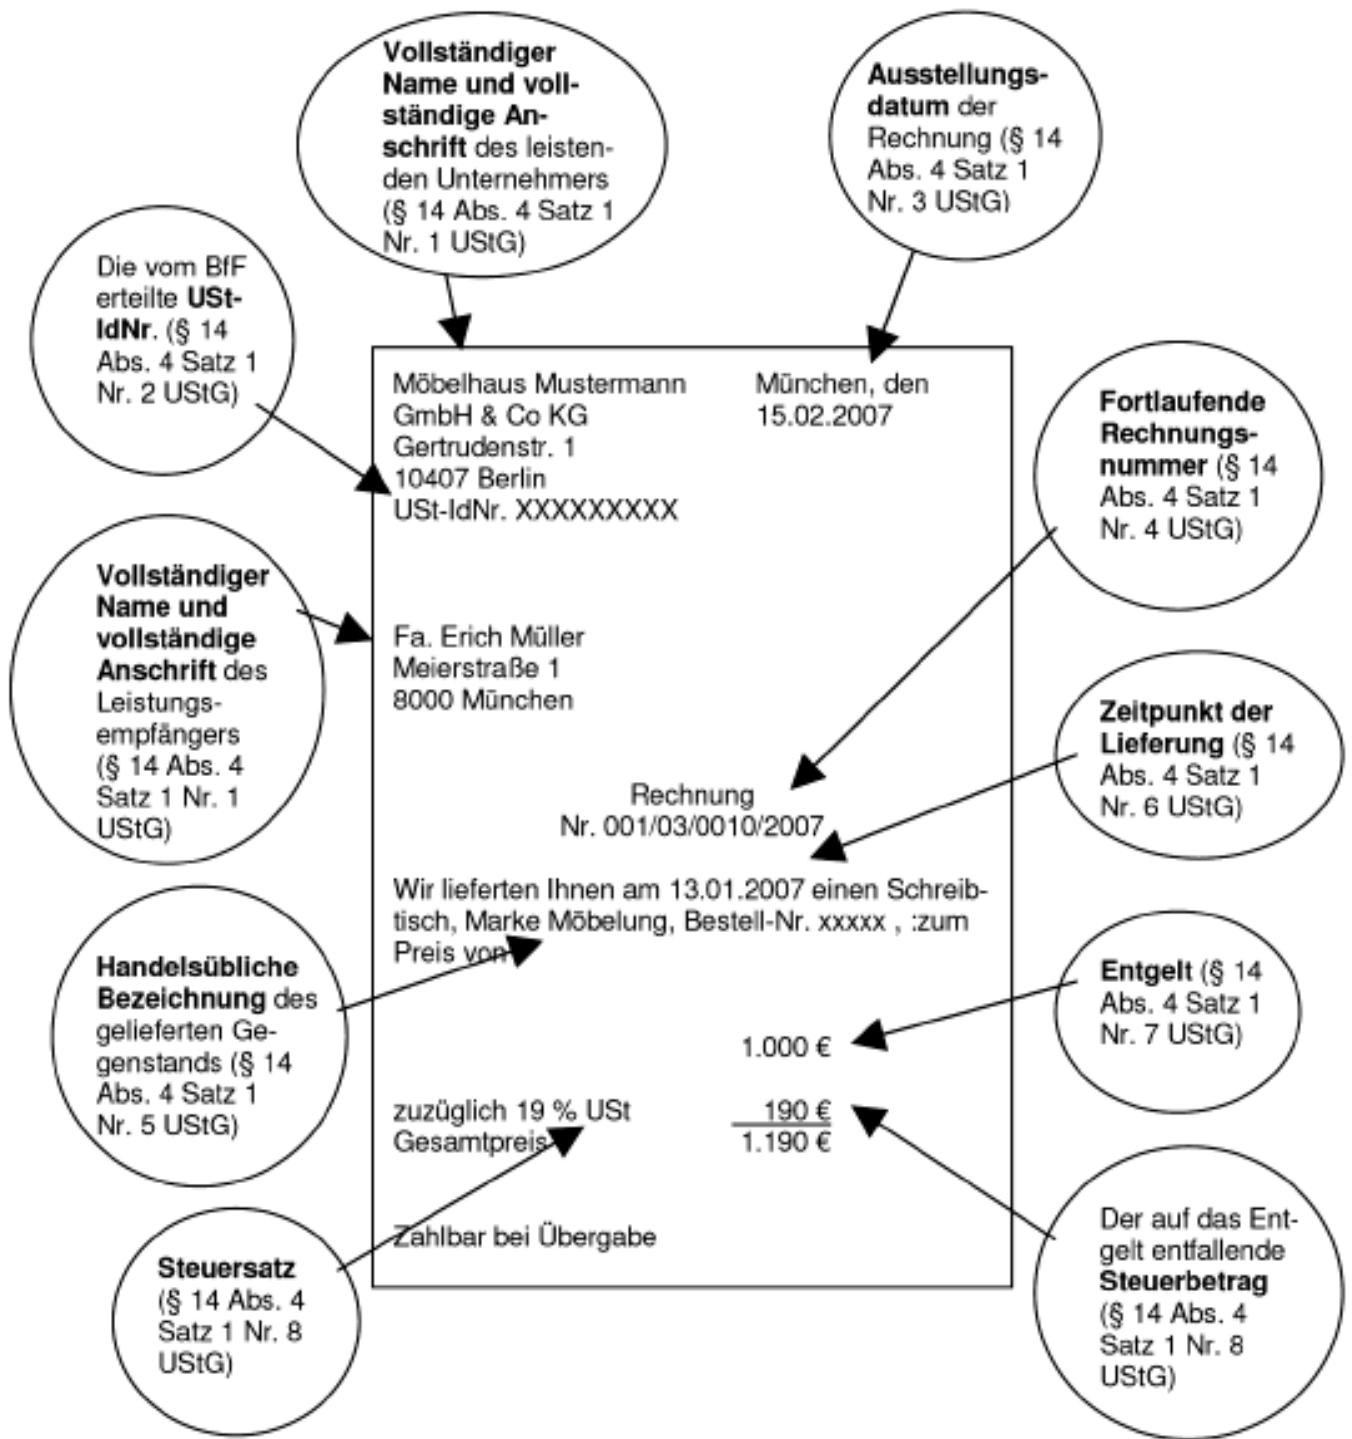 Vollständiger
Name und voll-
ständige An-
schrift des leisten-
den Unternehmers
(§ 14 Abs. 4 Satz 1
Nr. 1 UStG)
Ausstellungs-
datum der
Rechnung (§ 14
Abs. 4 Satz 1
Nr. 3 UStG)
Die vom BfF
erteilte USt-
IdNr. (§ 14
Abs. 4 Satz 1
Nr. 2 UStG)
Fortlaufende
Rechnungs-
nummer (§ 14
Abs. 4 Satz 1
Nr. 4 UStG)
Möbelhaus Mustermann
GmbH & Co KG
Gertrudenstr. 1
10407 Berlin
USt-IdNr. XXXXXXXXX
München, den
15.02.2007
Vollständiger
Name und
vollständige
Anschrift des
Leistungs-
empfängers
(§ 14 Abs. 4
Satz 1 Nr. 1
UStG)
Fa. Erich Müller
Meierstraße 1
8000 München
Zeitpunkt der
Lieferung (§ 14
Abs. 4 Satz 1
Nr. 6 UStG)
Rechnung
Nr. 001/03/0010/2007
Wir lieferten Ihnen am 13.01.2007 einen Schreib-
tisch, Marke Möbelung, Bestell-Nr. xxxxx , :zum
Preis von
Handelsübliche
Bezeichnung des
gelieferten Ge-
genstands (§ 14
Abs. 4 Satz 1
Nr. 5 UStG)
Entgelt (§ 14
Abs. 4 Satz 1
Nr. 7 UStG)
1.000 €
zuzüglich 19 % USt 190 €
Gesamtpreis 1.190 €
Zahlbar bei Übergabe
Steuersatz
(§ 14 Abs. 4
Satz 1 Nr. 8
UStG)
Der auf das Ent-
gelt entfallende
Steuerbetrag
(§ 14 Abs. 4
Satz 1 Nr. 8
UStG)